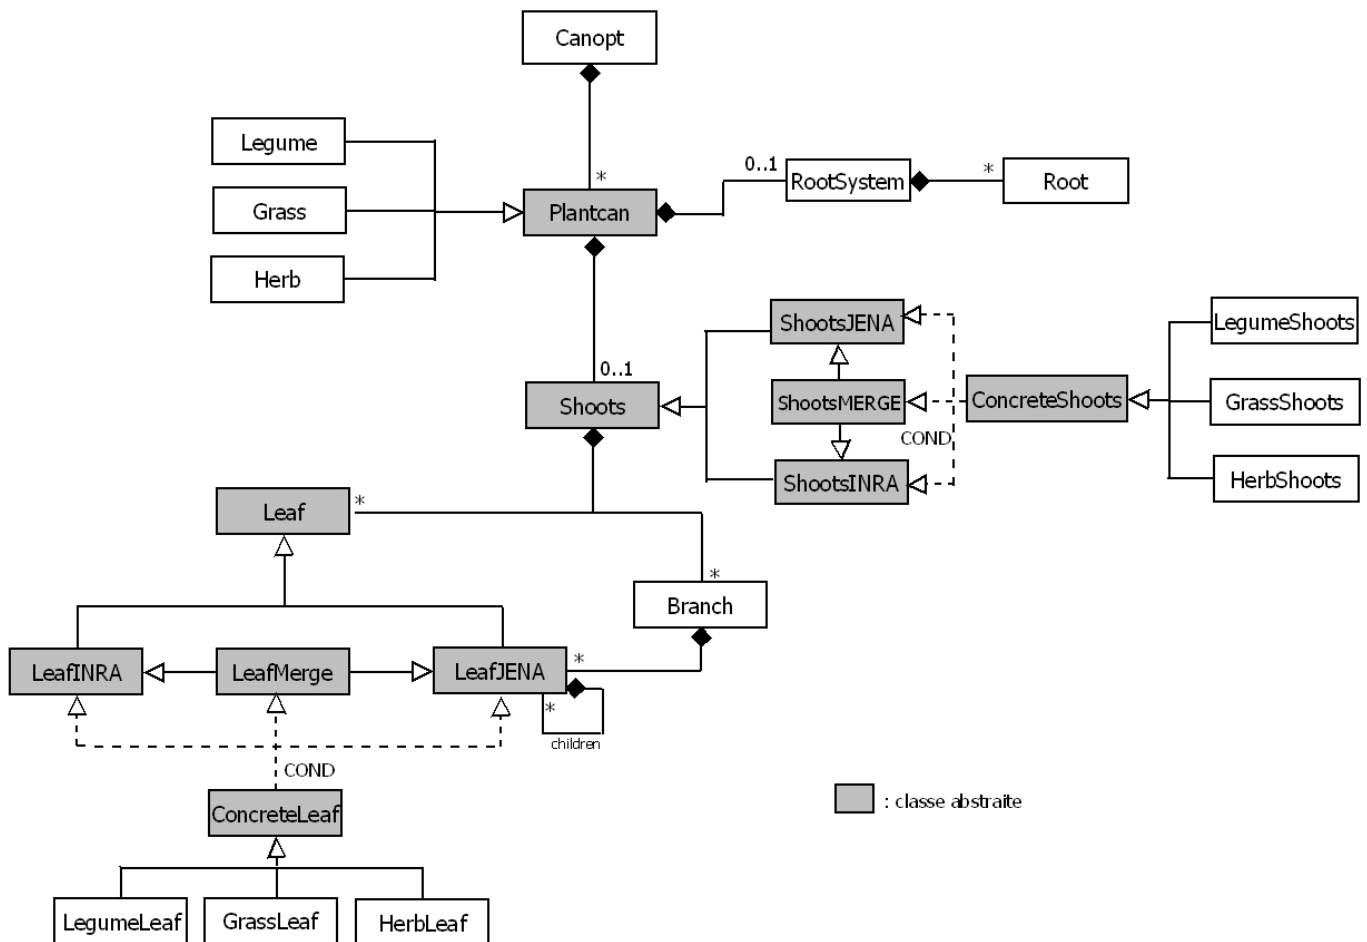 Canopt
Legume
0..1
RootSystem
*
Root
*
Grass
Plantcan
Herb
ShootsJENA
LegumeShoots
0..1
Shoots
ShootsMERGE
ConcreteShoots
GrassShoots
COND
ShootsINRA
HerbShoots
Leaf
*
*
Branch
LeafINRA
LeafMerge
LeafJENA
*
*
children
COND
ConcreteLeaf
: classe abstraite
LegumeLeaf
GrassLeaf
HerbLeaf